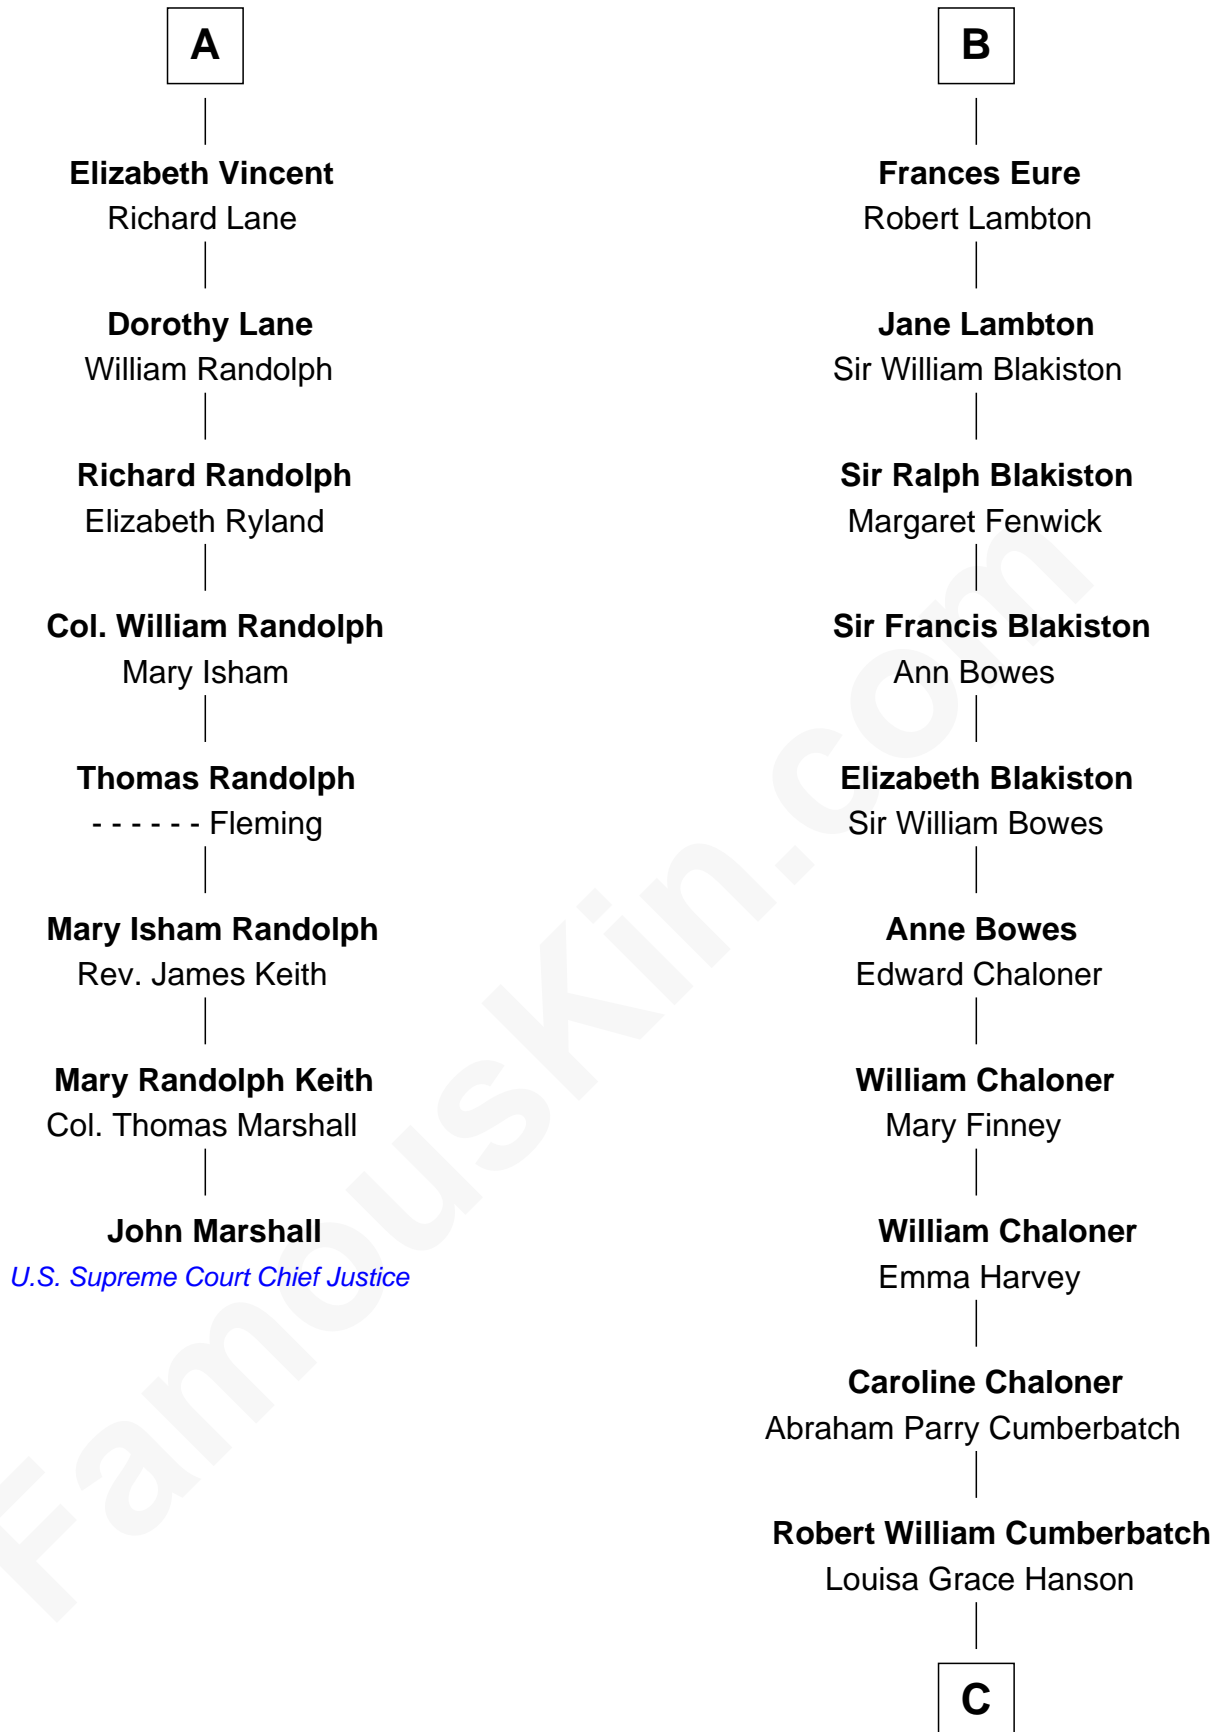 A
Elizabeth Vincent
Richard Lane
Dorothy Lane
William Randolph
Richard Randolph
Elizabeth Ryland
Col. William Randolph
Mary Isham
Thomas Randolph
- - - - - - Fleming
Mary Isham Randolph
Rev. James Keith
Mary Randolph Keith
Col. Thomas Marshall
John Marshall
U.S. Supreme Court Chief Justice
B
Frances Eure
Robert Lambton
Jane Lambton
Sir William Blakiston
Sir Ralph Blakiston
Margaret Fenwick
Sir Francis Blakiston
Ann Bowes
Elizabeth Blakiston
Sir William Bowes
Anne Bowes
Edward Chaloner
William Chaloner
Mary Finney
William Chaloner
Emma Harvey
Caroline Chaloner
Abraham Parry Cumberbatch
Robert William Cumberbatch
Louisa Grace Hanson
C
FamousKin.com